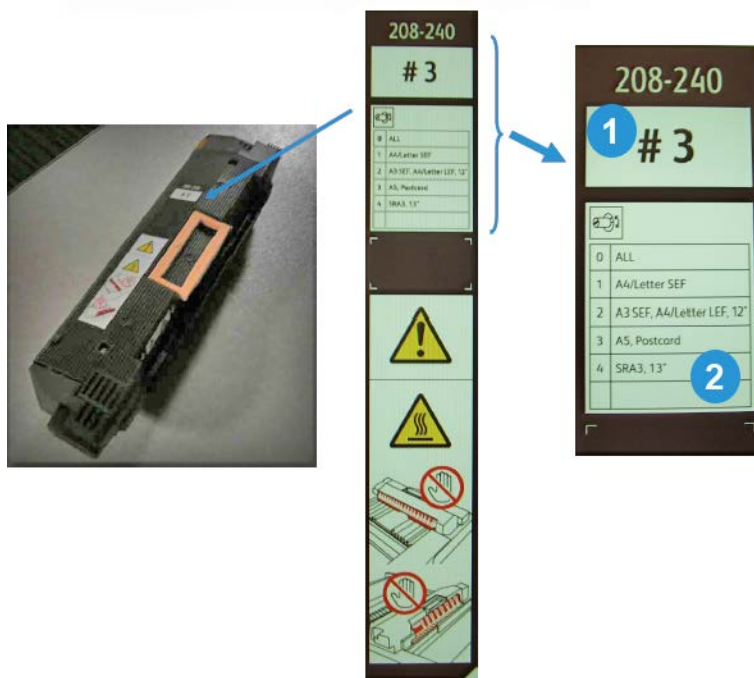 208-240
# 3
0 ALL
1 A4/Letter SEF
2 A3 SEF, A4/Letter LEF, 12"
3 A5, Postcard
4 SRA3, 13"
208-240
1
# 3
0 ALL
1 A4/Letter SEF
2 A3 SEF, A4/Letter LEF, 12"
3 A5, Postcard
4 SRA3, 13"
2